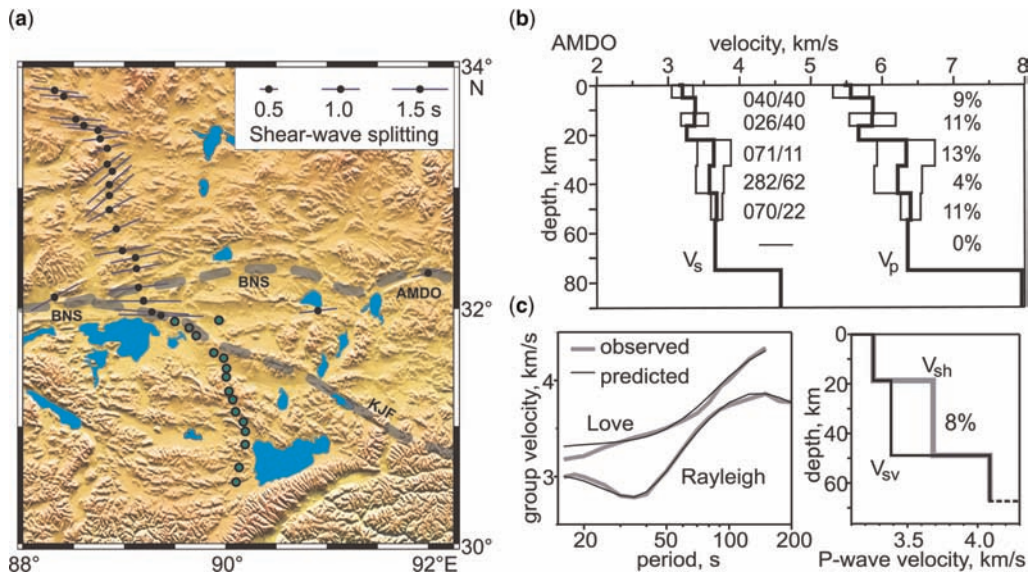 (a)
34°
N
0.5 1.0 1.5 s
Shear-wave splitting
BNS
BNS
AMDO
32°
KJF
30°
88° 90° 92°E
(b)
AMDO velocity, km/s
2 3 4 5 6 7 8
depth, km
0
20
40
60
80
040/40 9%
026/40 11%
071/11 13%
282/62 4%
070/22 11%
0%
Vs Vp
(c)
group velocity, km/s
4
3
observed
predicted
Love
Rayleigh
20 50 100 200
period, s
depth, km
0
20
40
60
Vsh
8%
Vsv
3.5 4.0
P-wave velocity, km/s